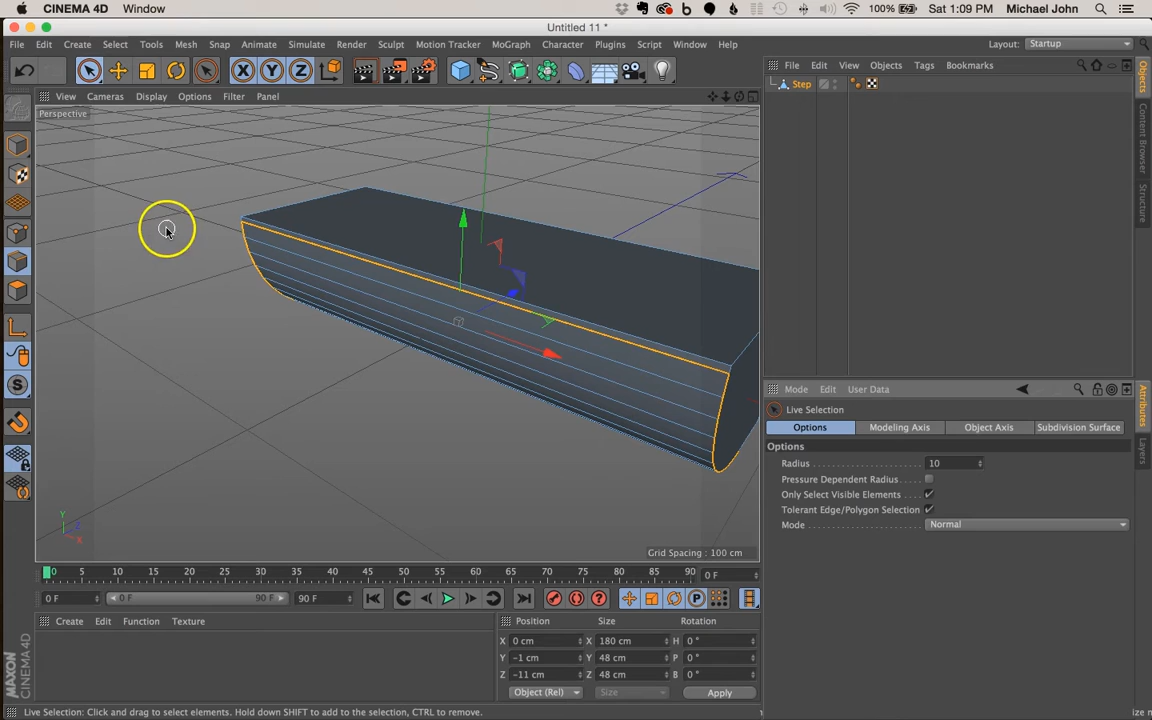 CINEMA 4D Window 100% Sat 1:09 PM Michael John
Untitled 11 *
File Edit Create Select Tools Mesh Snap Animate Simulate Render Sculpt Motion Tracker MoGraph Character Plugins Script Window Help Layout: Startup
X Y Z
File Edit View Objects Tags Bookmarks
View Cameras Display Options Filter Panel
Step
Perspective
Objects
Content Browser
Structure
Mode Edit User Data
Live Selection
Options Modeling Axis Object Axis Subdivision Surface
Options
Radius 10
Pressure Dependent Radius
Only Select Visible Elements
Tolerant Edge/Polygon Selection
Mode Normal
Attributes
Layers
S
Y
Z
X
Grid Spacing : 100 cm
0 5 10 15 20 25 30 35 40 45 50 55 60 65 70 75 80 85 90 0 F
0 F 0 F 90 F 90 F P
Create Edit Function Texture
Position Size Rotation
X 0 cm X 180 cm H 0 °
Y -1 cm Y 48 cm P 0 °
Z -11 cm Z 48 cm B 0 °
Object (Rel) Size Apply
MAXON
CINEMA 4D
Live Selection: Click and drag to select elements. Hold down SHIFT to add to the selection, CTRL to remove.